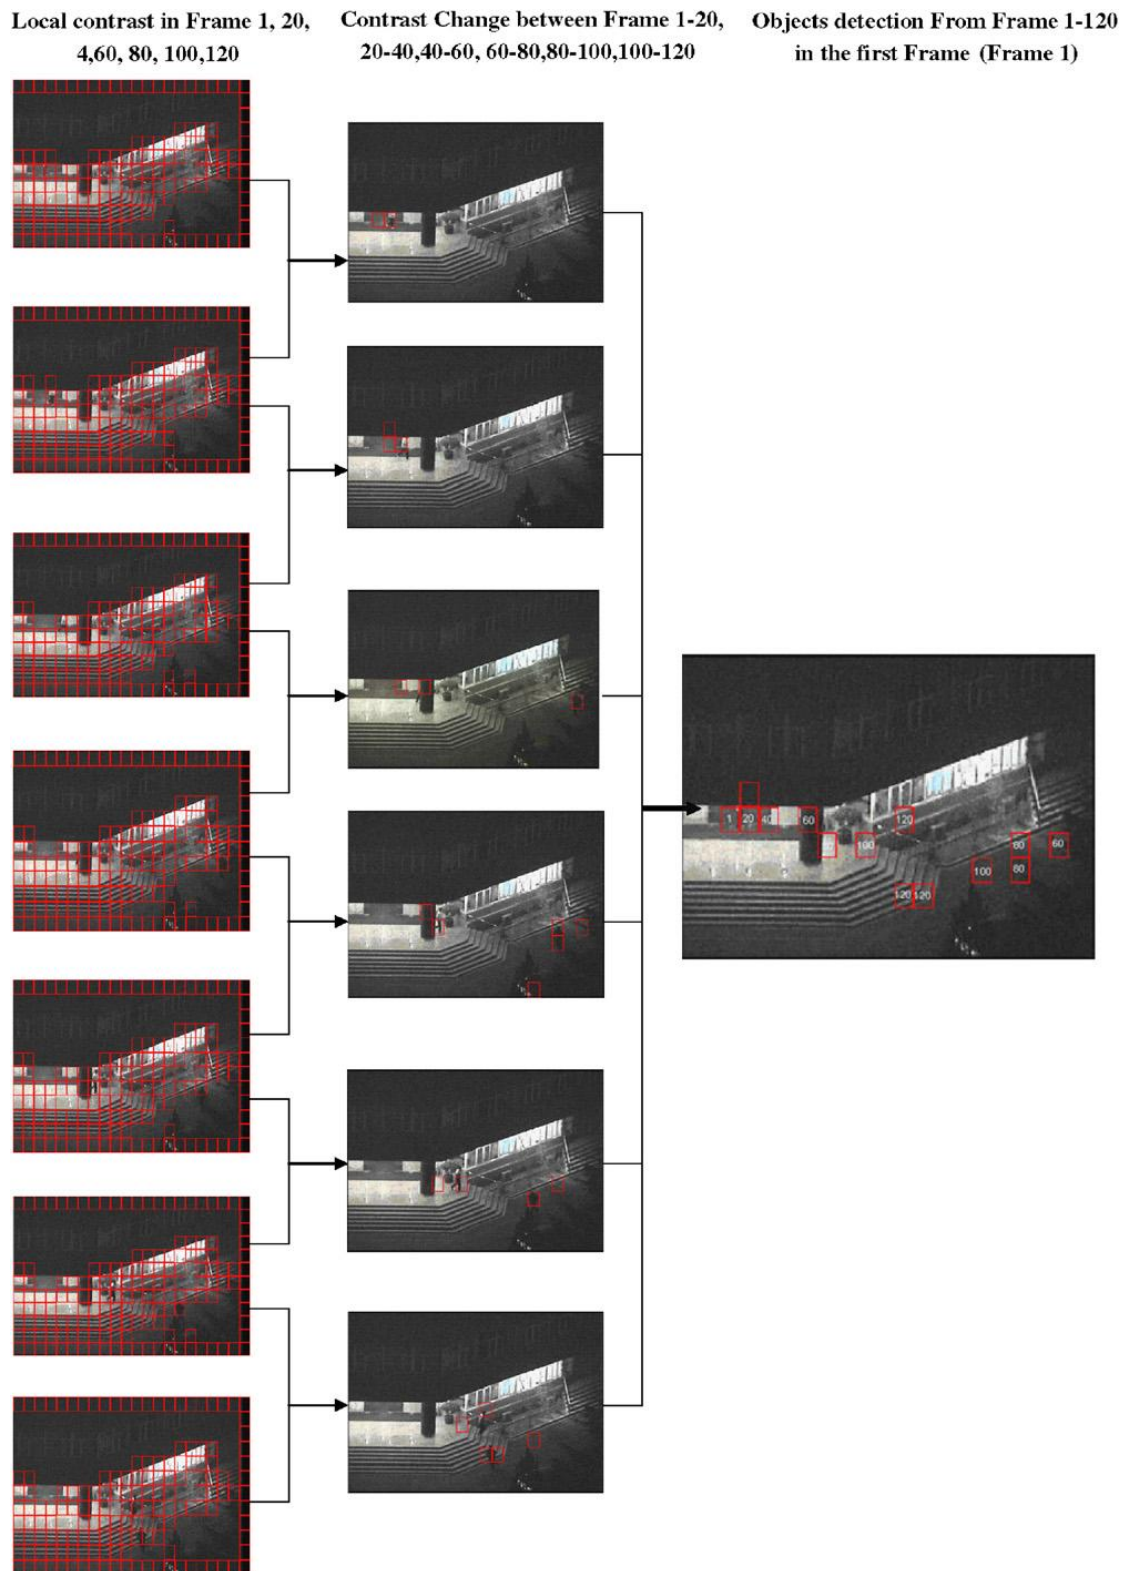 Local contrast in Frame 1, 20,
4,60, 80, 100,120
Contrast Change between Frame 1-20,
20-40,40-60, 60-80,80-100,100-120
Objects detection From Frame 1-120
in the first Frame (Frame 1)
1 20 40 60 120
100 80 60
100 80
120 120